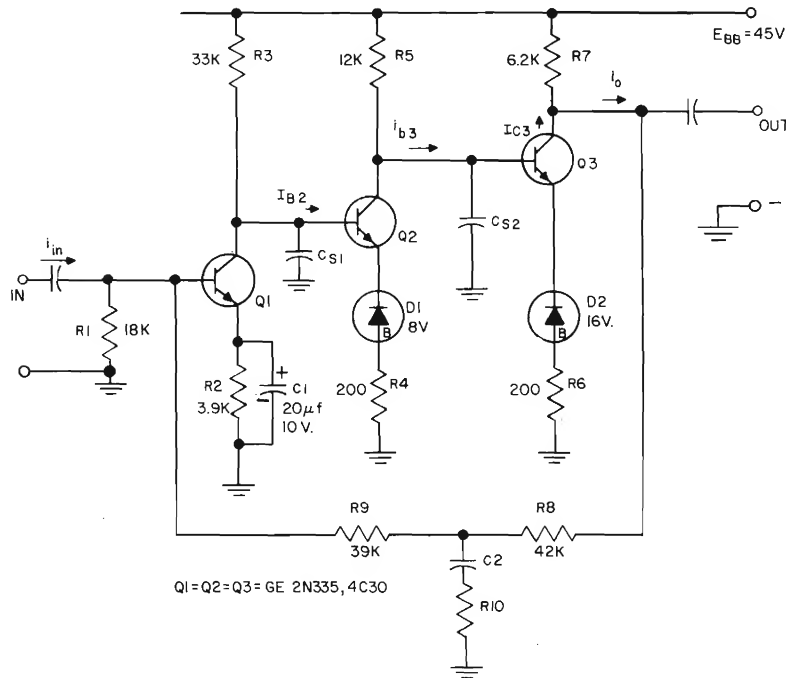 E_BB = 45V
R3
33K
R5
12K
R7
6.2K
i_o
OUT
I_C3
i_b3
Q3
I_B2
Q2
C_S1
C_S2
i_in
IN
Q1
R1
18K
D1
8V
B
D2
16V.
B
R2
3.9K
+
C1
–
20µf
10V.
200
R4
200
R6
–
R9
39K
R8
42K
C2
R10
Q1=Q2=Q3= GE 2N335, 4C30